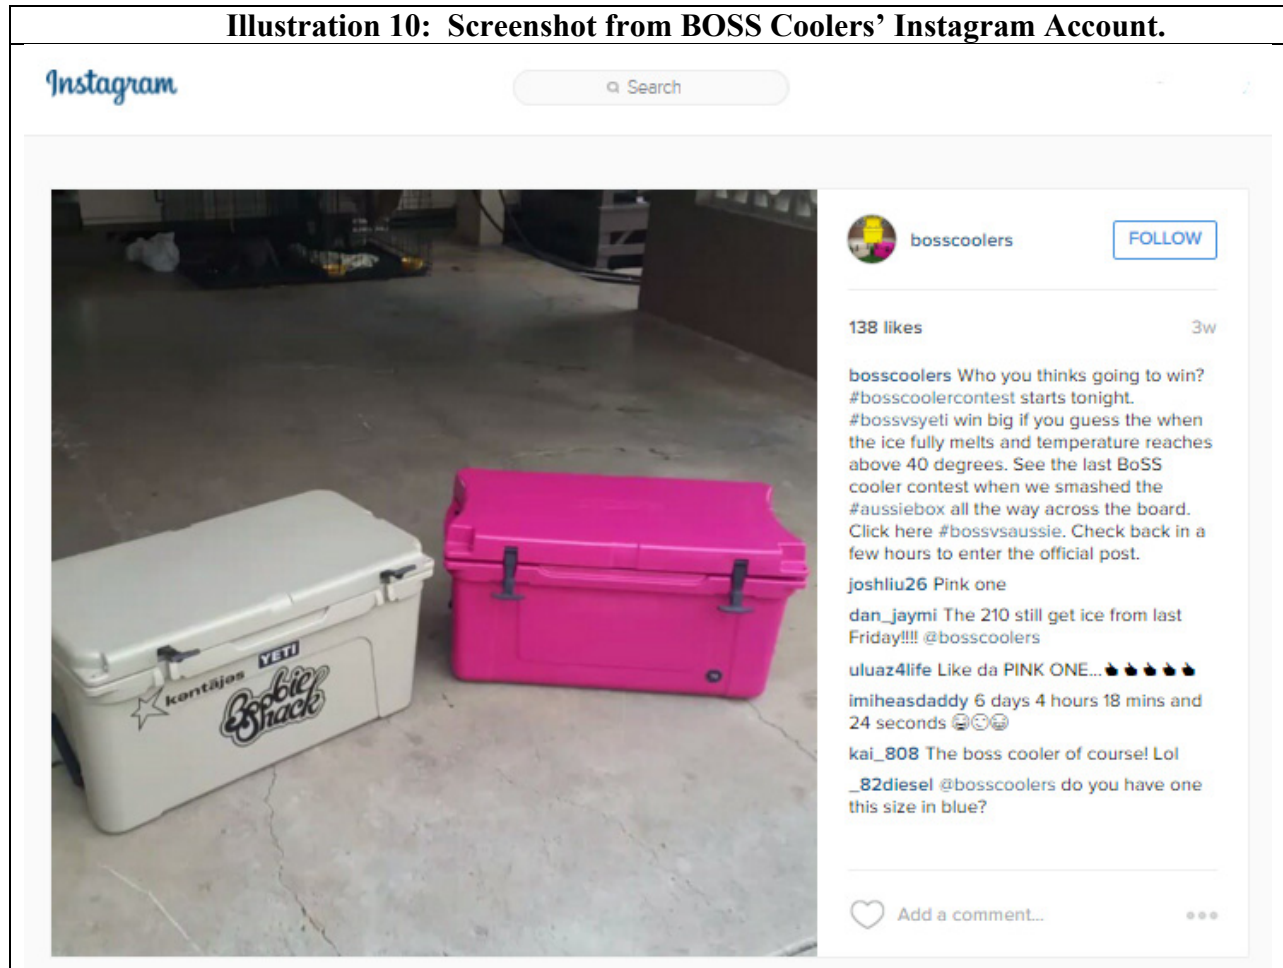 Illustration 10: Screenshot from BOSS Coolers’ Instagram Account.
Instagram
Search
YETI
kontājos
Boobie
Shack
bosscoolers
FOLLOW
138 likes
3w
bosscoolers Who you thinks going to win?
#bosscoolercontest starts tonight.
#bossvsyeti win big if you guess the when
the ice fully melts and temperature reaches
above 40 degrees. See the last BoSS
cooler contest when we smashed the
#aussiebox all the way across the board.
Click here #bossvsaussie. Check back in a
few hours to enter the official post.
joshliu26 Pink one
dan_jaymi The 210 still get ice from last
Friday!!!! @bosscoolers
uluaz4life Like da PINK ONE...
imiheasdaddy 6 days 4 hours 18 mins and
24 seconds 
kai_808 The boss cooler of course! Lol
_82diesel @bosscoolers do you have one
this size in blue?
Add a comment...